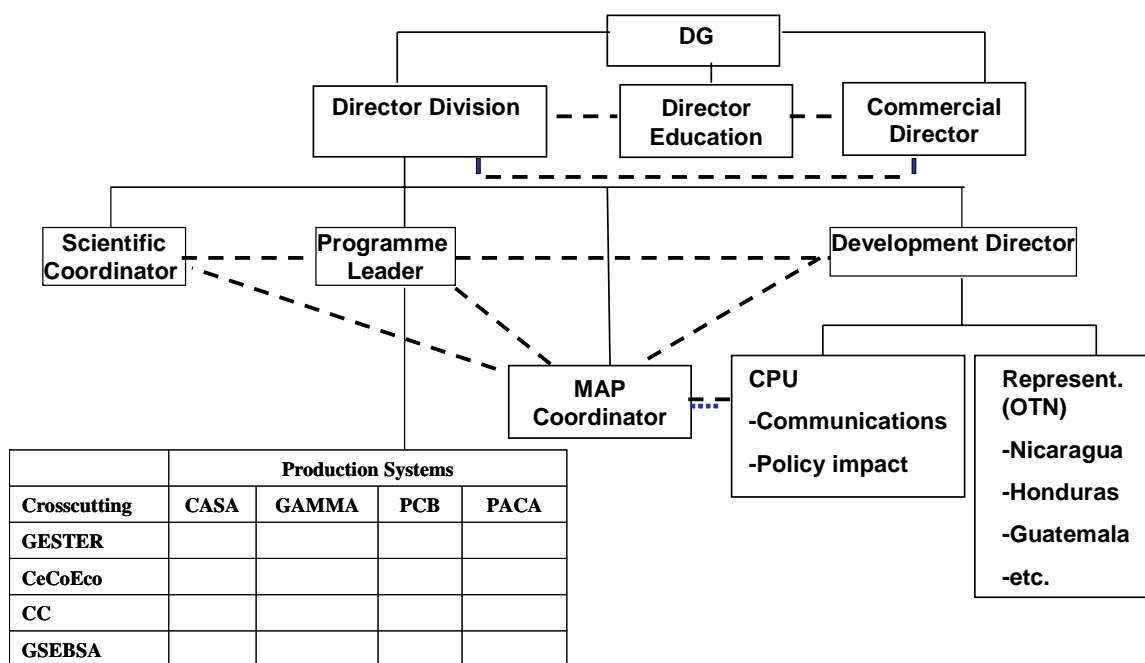 DG
Director Division
Director
Education
Commercial
Director
Scientific
Coordinator
Programme
Leader
Development Director
MAP
Coordinator
CPU
-Communications
-Policy impact
Represent.
(OTN)
-Nicaragua
-Honduras
-Guatemala
-etc.
Production Systems
Crosscutting CASA GAMMA PCB PACA
GESTER
CeCoEco
CC
GSEBSA